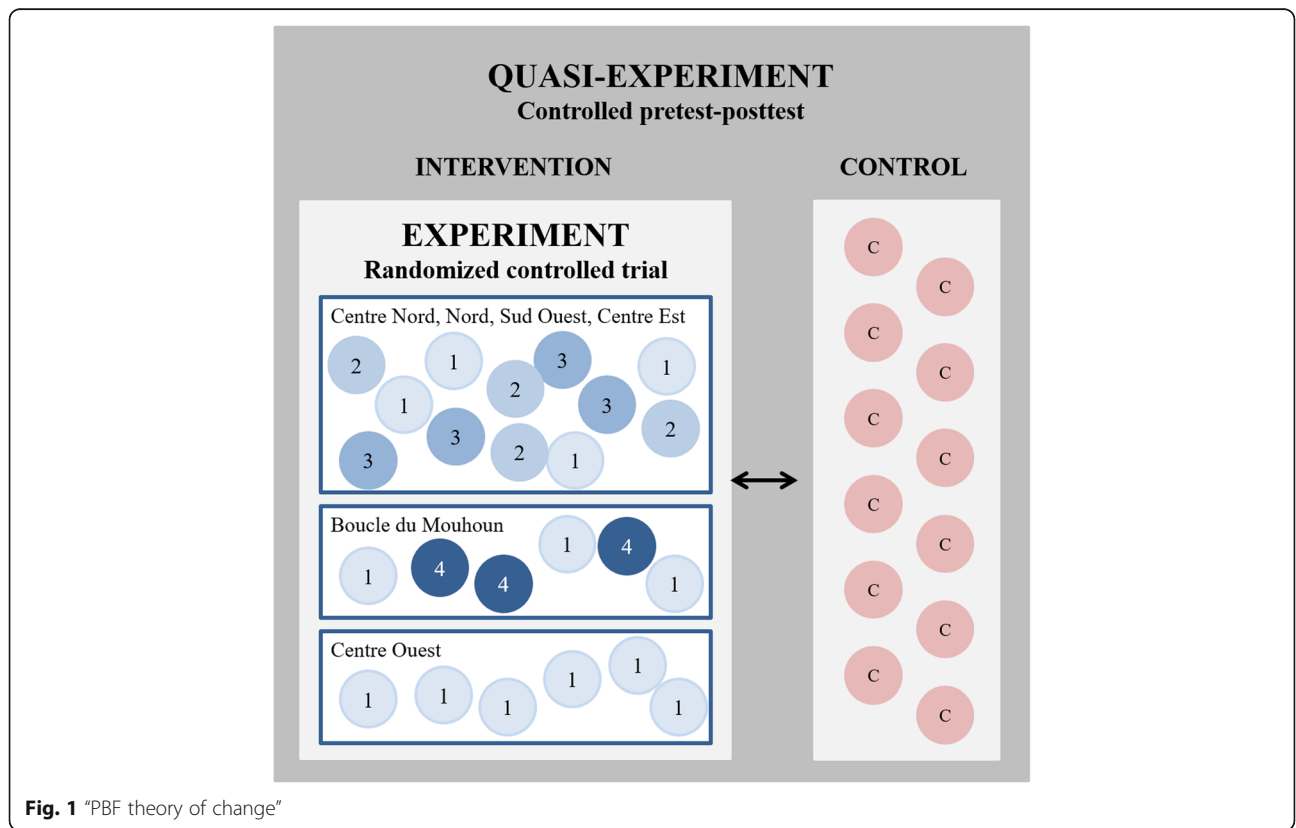 QUASI-EXPERIMENT
Controlled pretest-posttest
INTERVENTION
CONTROL
EXPERIMENT
Randomized controlled trial
Centre Nord, Nord, Sud Ouest, Centre Est
2
1
1
2
3
3
1
2
3
3
2
1
Boucle du Mouhoun
1
4
4
1
4
1
Centre Ouest
1
1
1
1
1
1
C
C
C
C
C
C
C
C
C
C
C
C
Fig. 1 “PBF theory of change”